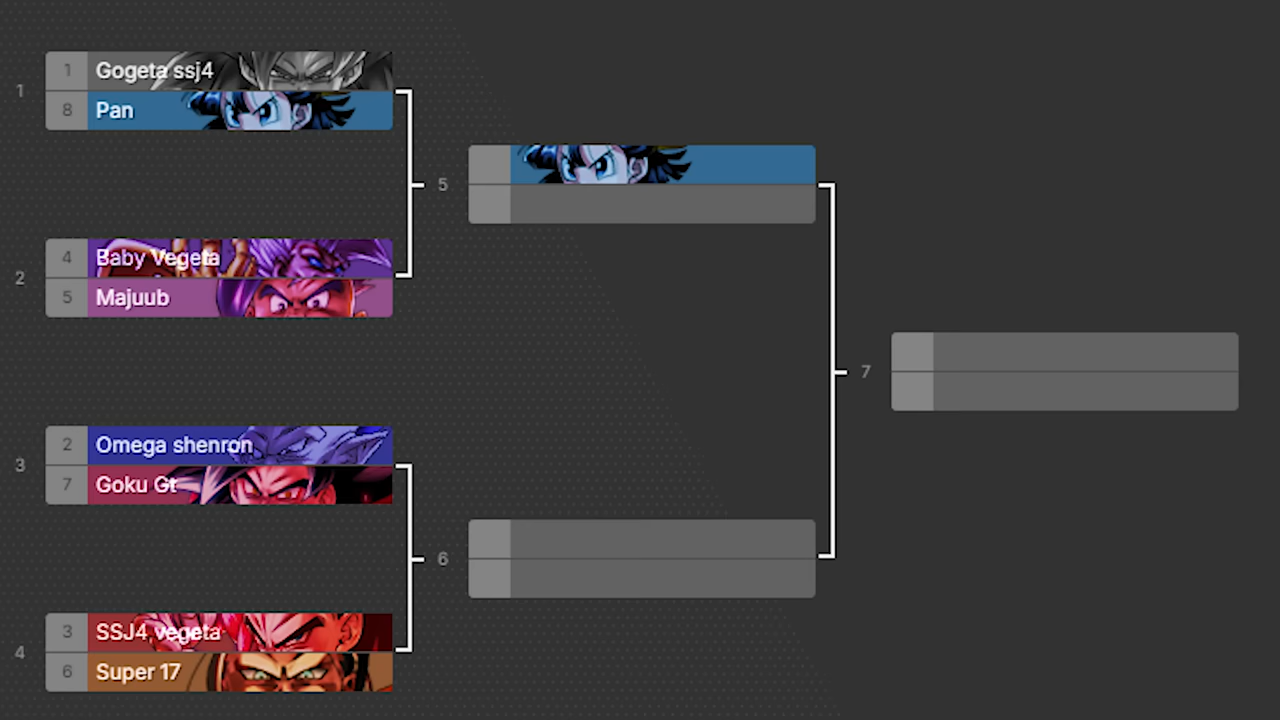 1
1 Gogeta ssj4
8 Pan
2
4 Baby Vegeta
5 Majuub
3
2 Omega shenron
7 Goku Gt
4
3 SSJ4 vegeta
6 Super 17
5
6
7